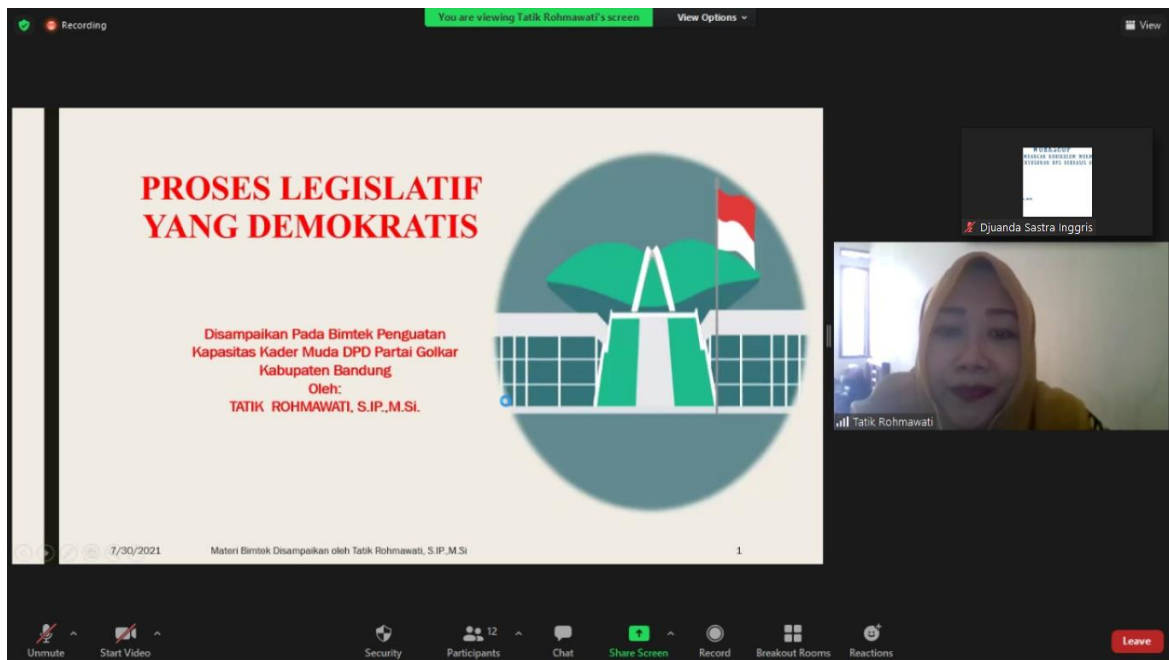 Recording
You are viewing Tatik Rohmawati's screen
View Options
View
PROSES LEGISLATIF
YANG DEMOKRATIS
Disampaikan Pada Bimtek Penguatan
Kapasitas Kader Muda DPD Partai Golkar
Kabupaten Bandung
Oleh:
TATIK ROHMAWATI, S.IP.,M.Si.
7/30/2021
Materi Bimtek Disampaikan oleh Tatik Rohmawati, S.IP.,M.Si
1
WORKSHOP
Djuanda Sastra Inggris
Tatik Rohmawati
Unmute
Start Video
Security
12
Participants
Chat
Share Screen
Record
Breakout Rooms
Reactions
Leave